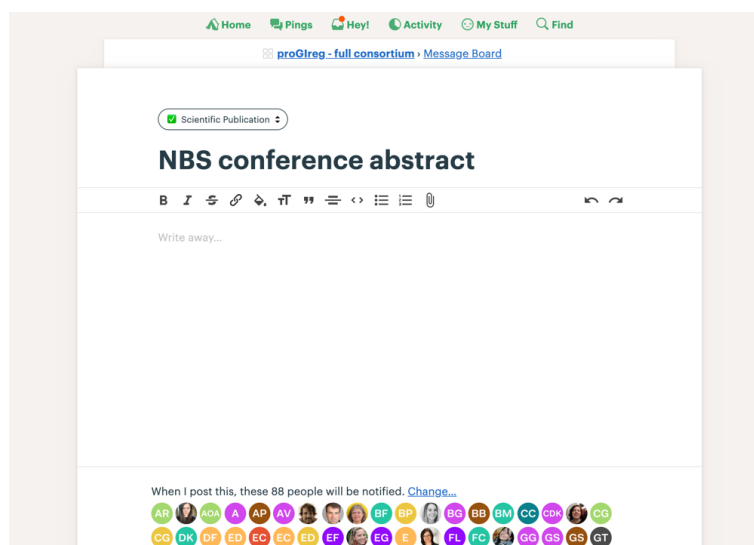 Home Pings Hey! Activity My Stuff Find
proGIreg - full consortium › Message Board
Scientific Publication
NBS conference abstract
B I S
Write away...
When I post this, these 88 people will be notified. Change...
AR AOA A AP AV BF BP BG BB BM CC CDK CG
CG DK DF ED EC EC ED EF EG E FL FC GG GS GS GT